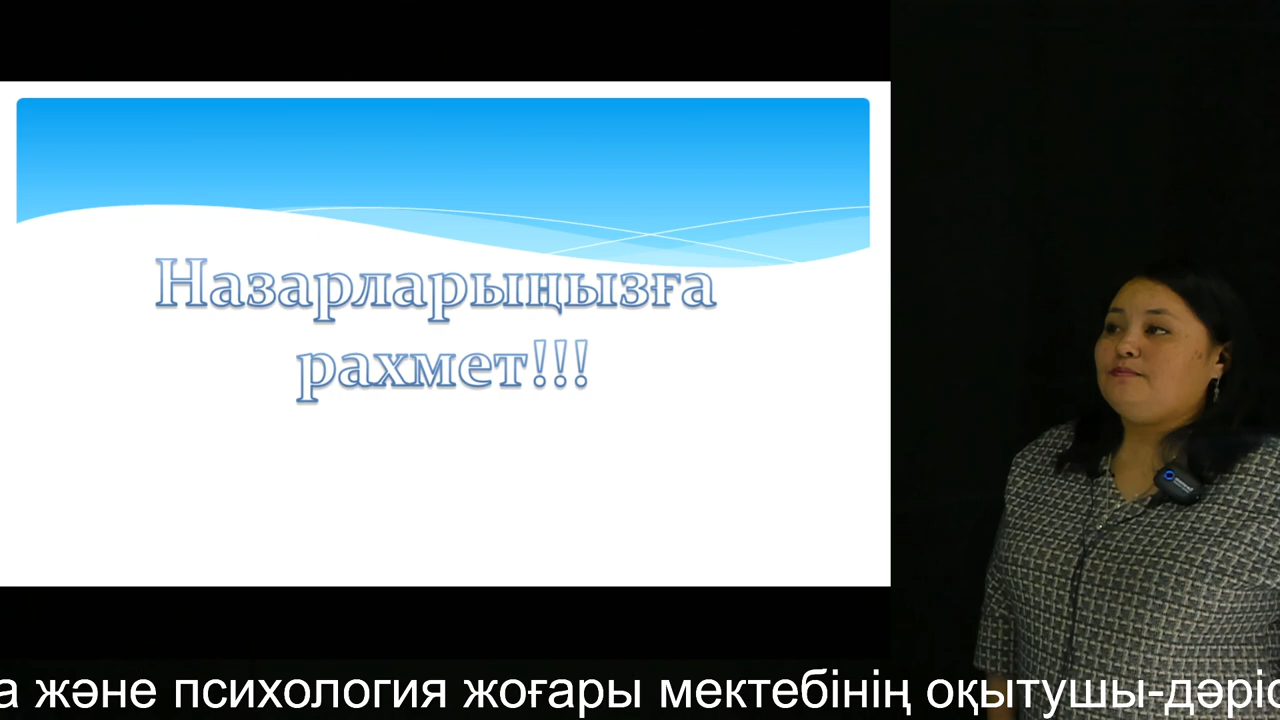 Назарларыңызға
рахмет!!!
және психология жоғары мектебінің оқытушы-дәріс